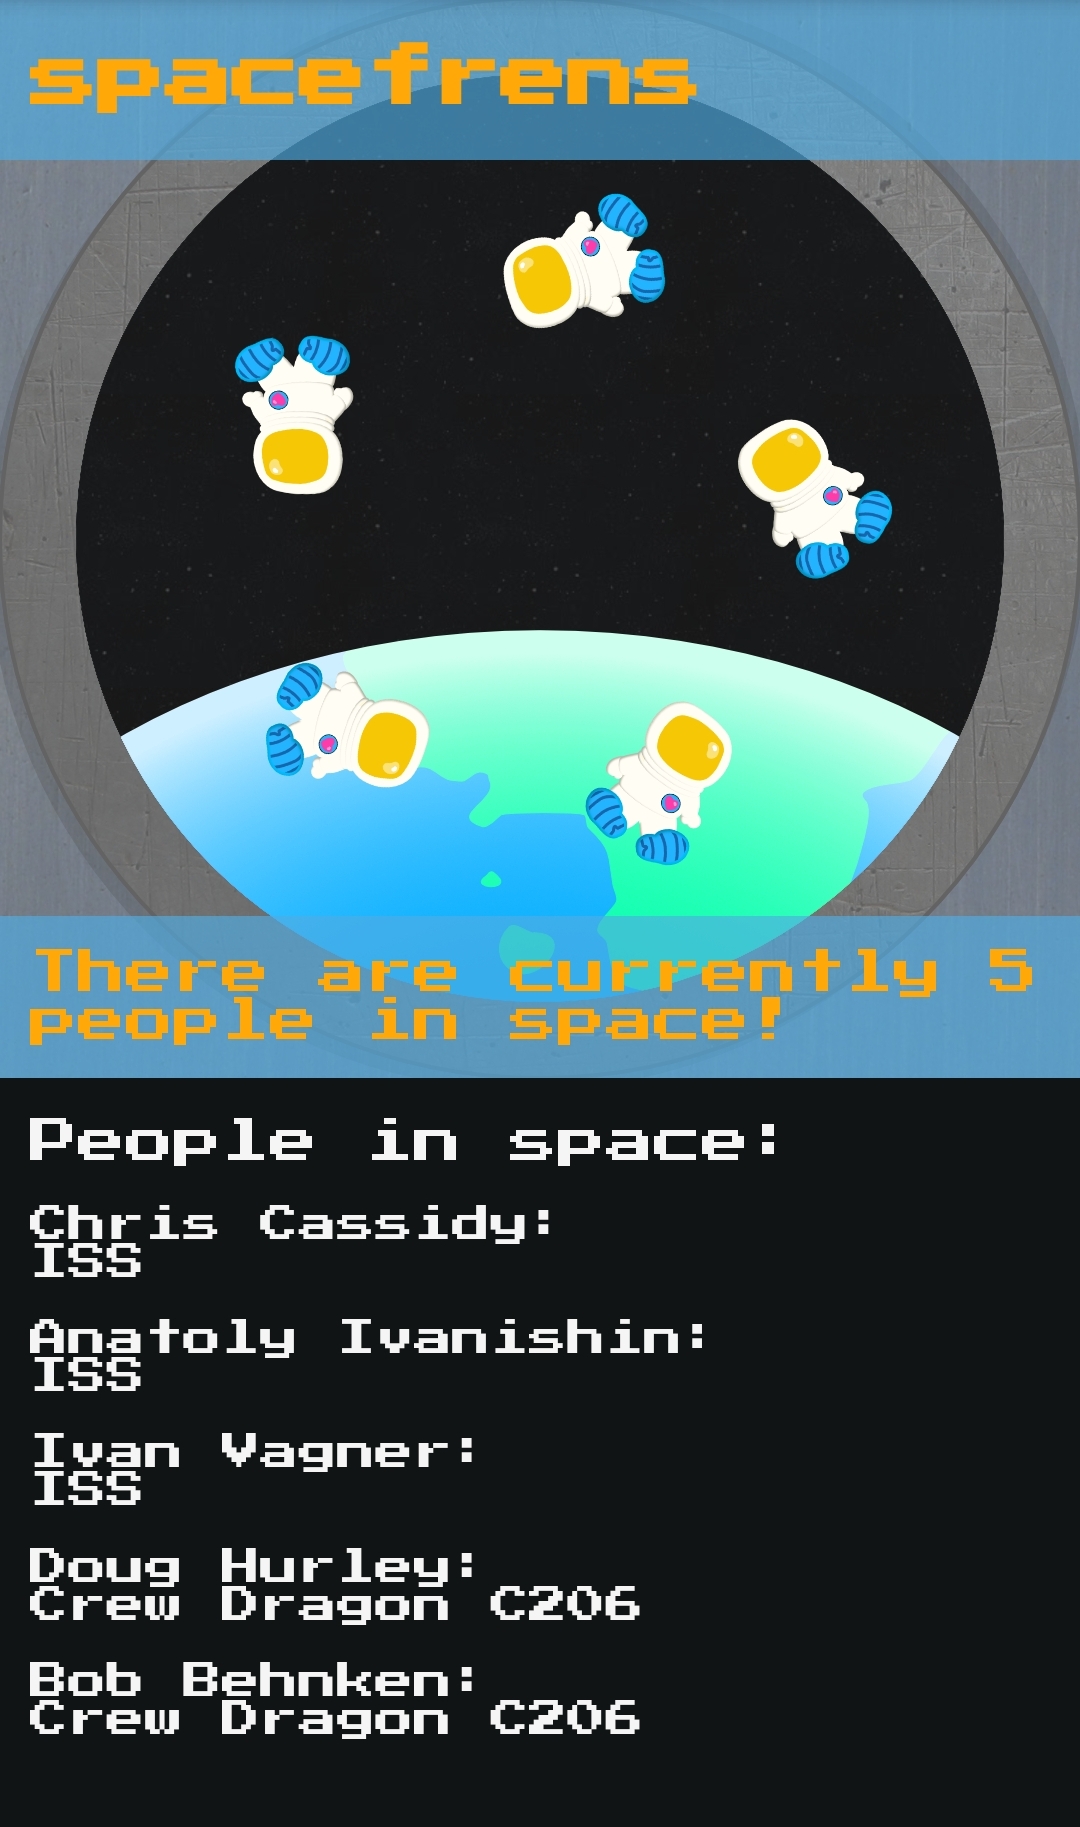 spacefrens
There are currently 5
people in space!
People in space:
Chris Cassidy:
ISS
Anatoly Ivanishin:
ISS
Ivan Vagner:
ISS
Doug Hurley:
Crew Dragon C206
Bob Behnken:
Crew Dragon C206